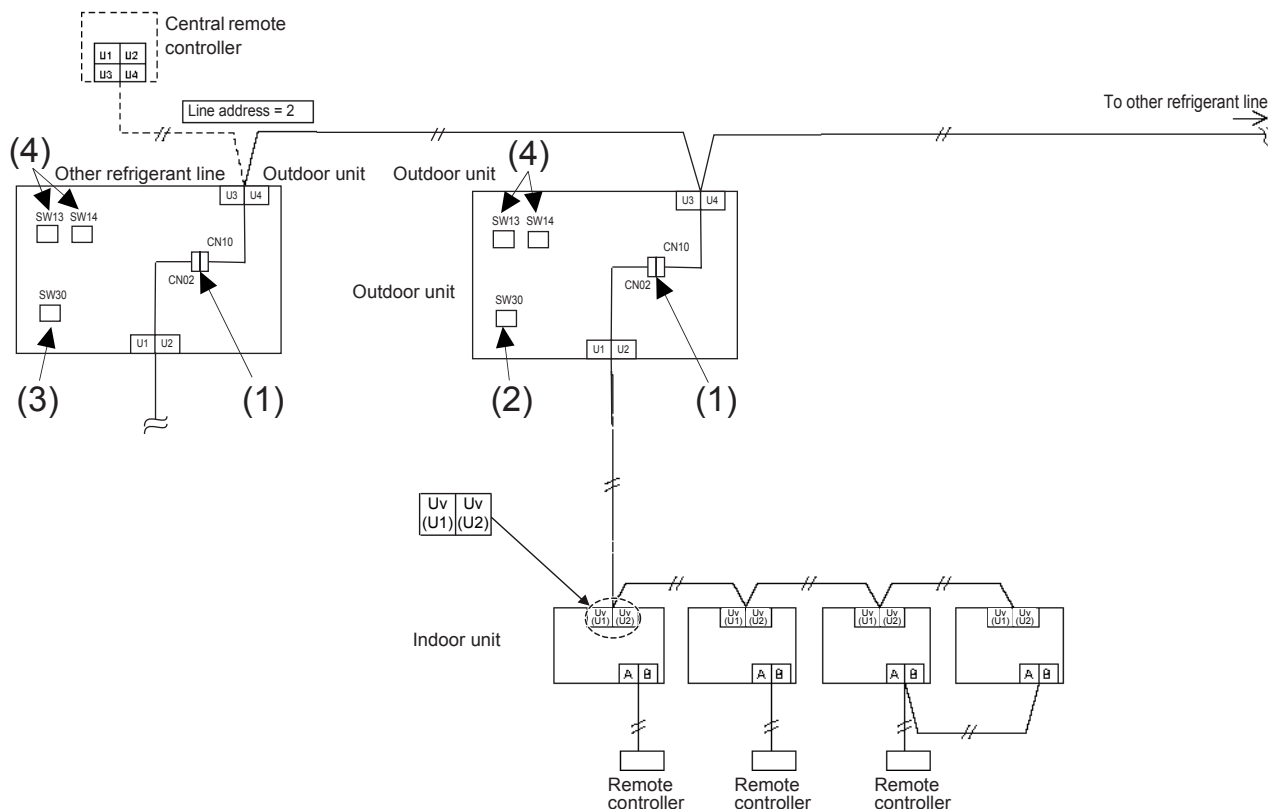 Central remote
controller
U1 U2
U3 U4
Line address = 2
To other refrigerant line
(4)
(4)
Other refrigerant line
Outdoor unit
Outdoor unit
U3 U4
U3 U4
SW13 SW14
SW13 SW14
CN10
CN10
CN02
CN02
Outdoor unit
SW30
SW30
U1 U2
U1 U2
(3)
(1)
(2)
(1)
Uv Uv
(U1) (U2)
Uv Uv
(U1) (U2)
Uv Uv
(U1) (U2)
Uv Uv
(U1) (U2)
Uv Uv
(U1) (U2)
Indoor unit
A B
A B
A B
A B
Remote
controller
Remote
controller
Remote
controller